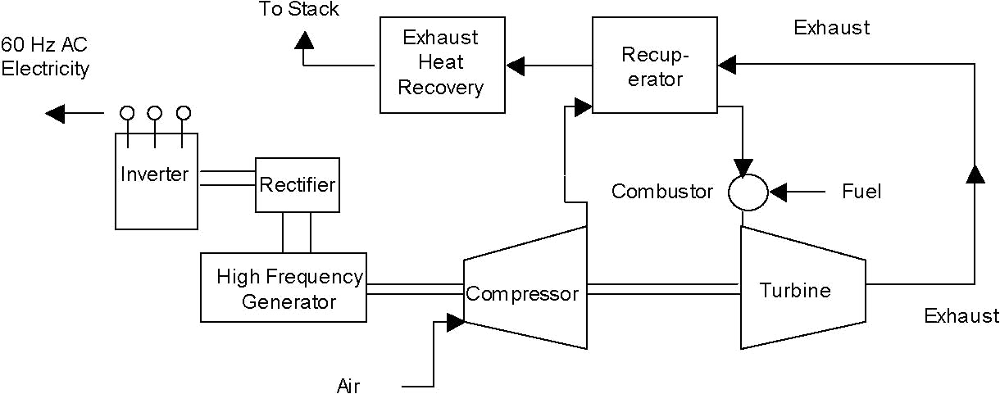 To Stack
60 Hz AC
Electricity
Exhaust
Heat
Recovery
Recup-
erator
Exhaust
Inverter
Rectifier
Combustor
Fuel
High Frequency
Generator
Compressor
Turbine
Exhaust
Air